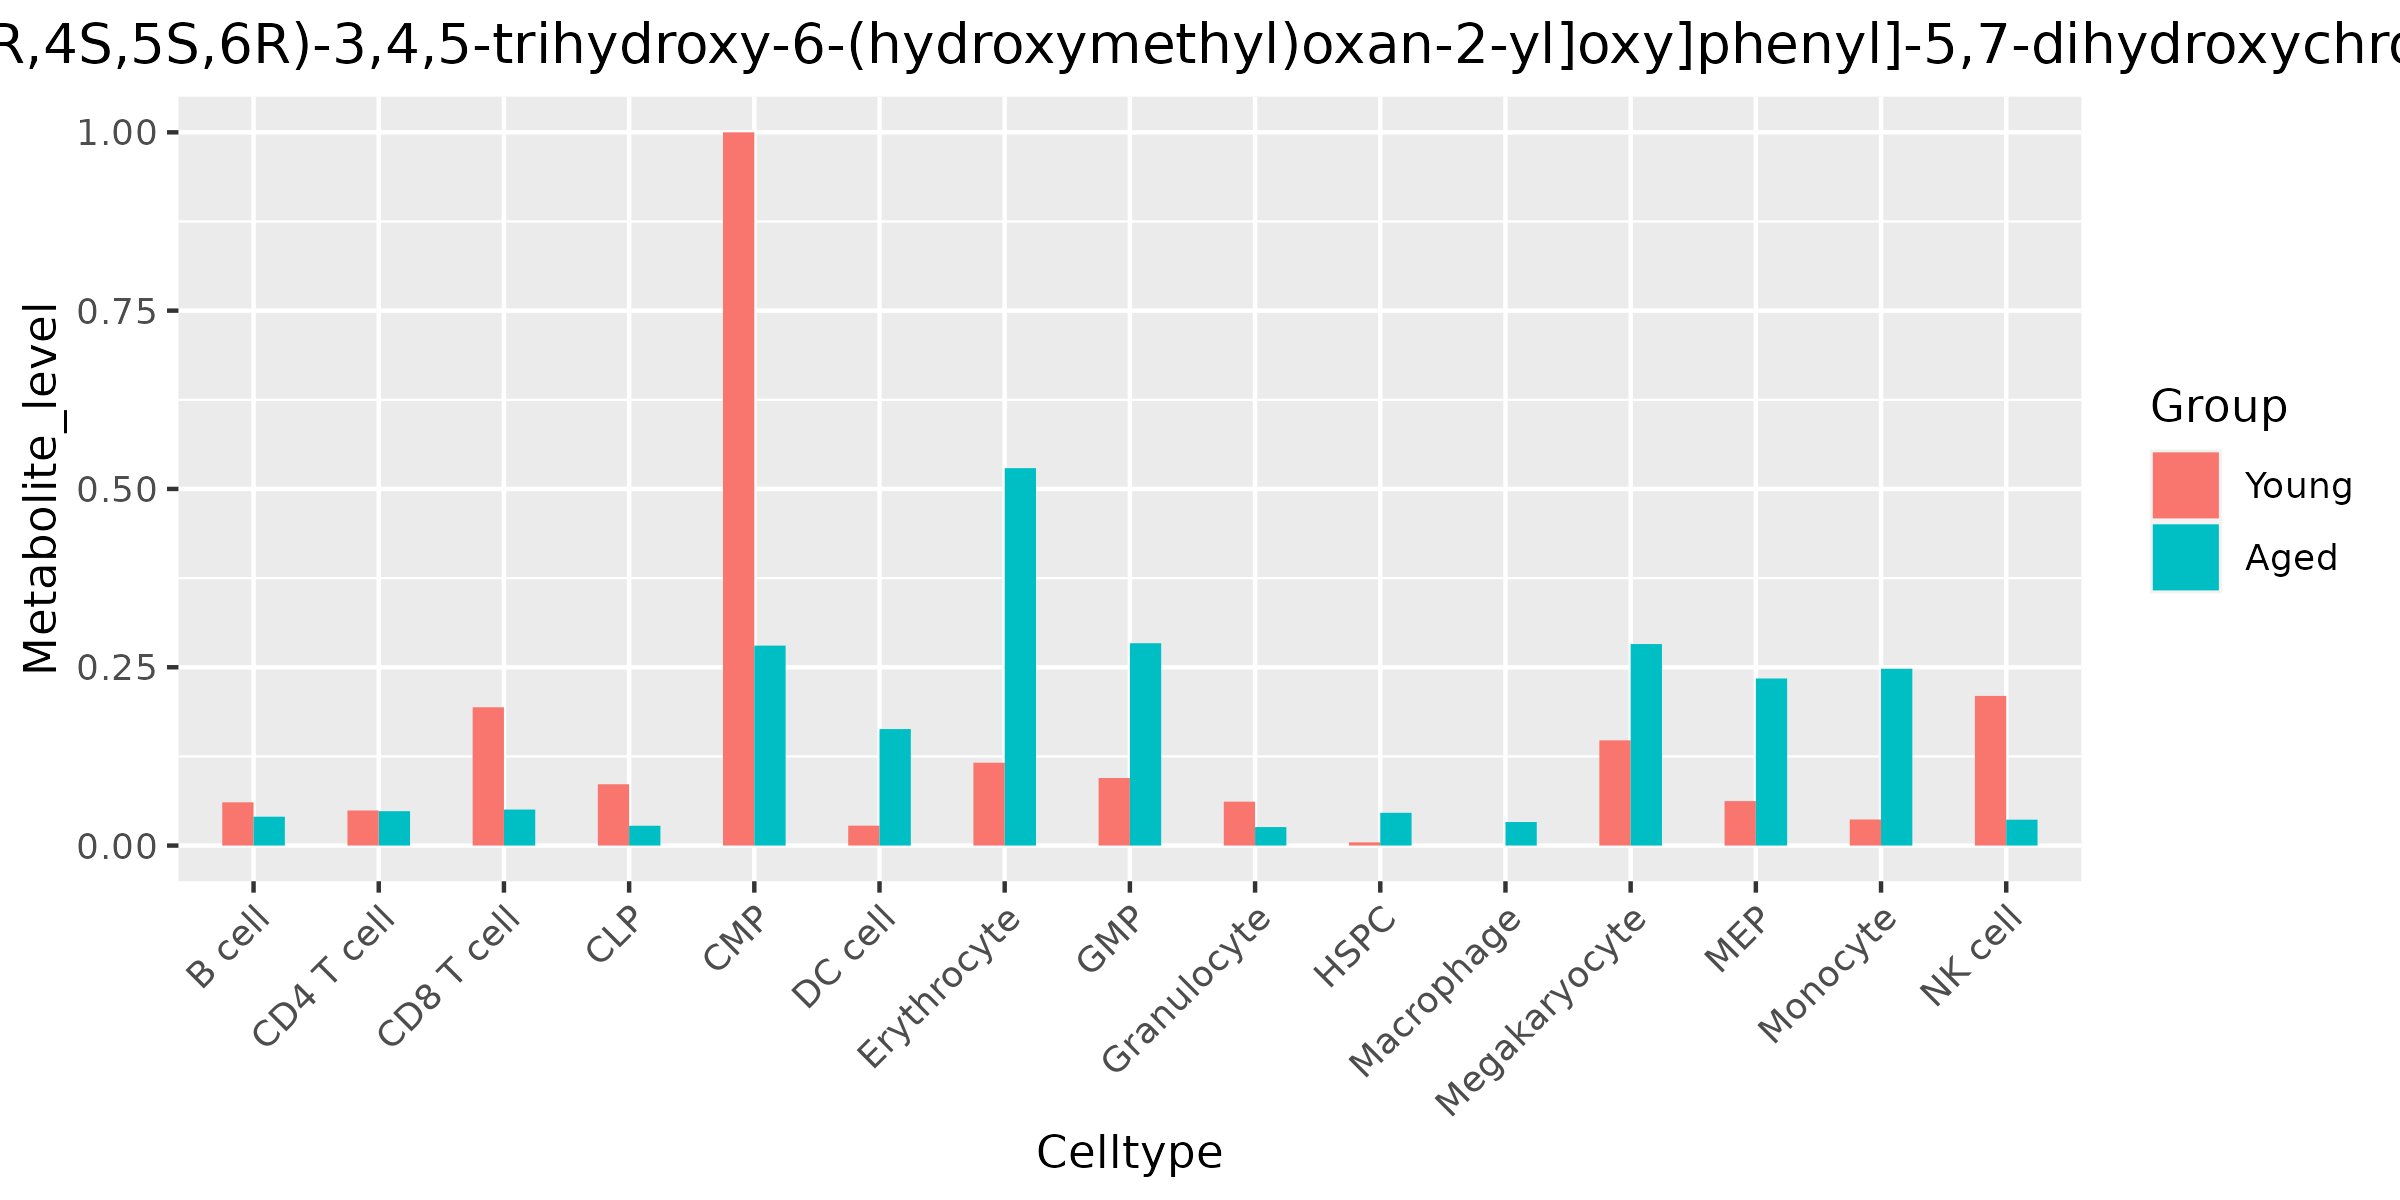 R,4S,5S,6R)-3,4,5-trihydroxy-6-(hydroxymethyl)oxan-2-yl]oxy]phenyl]-5,7-dihydroxychro
Metabolite_level
1.00
0.75
0.50
0.25
0.00
B cell
CD4 T cell
CD8 T cell
CLP
CMP
DC cell
Erythrocyte
GMP
Granulocyte
HSPC
Macrophage
Megakaryocyte
MEP
Monocyte
NK cell
Celltype
Group
Young
Aged